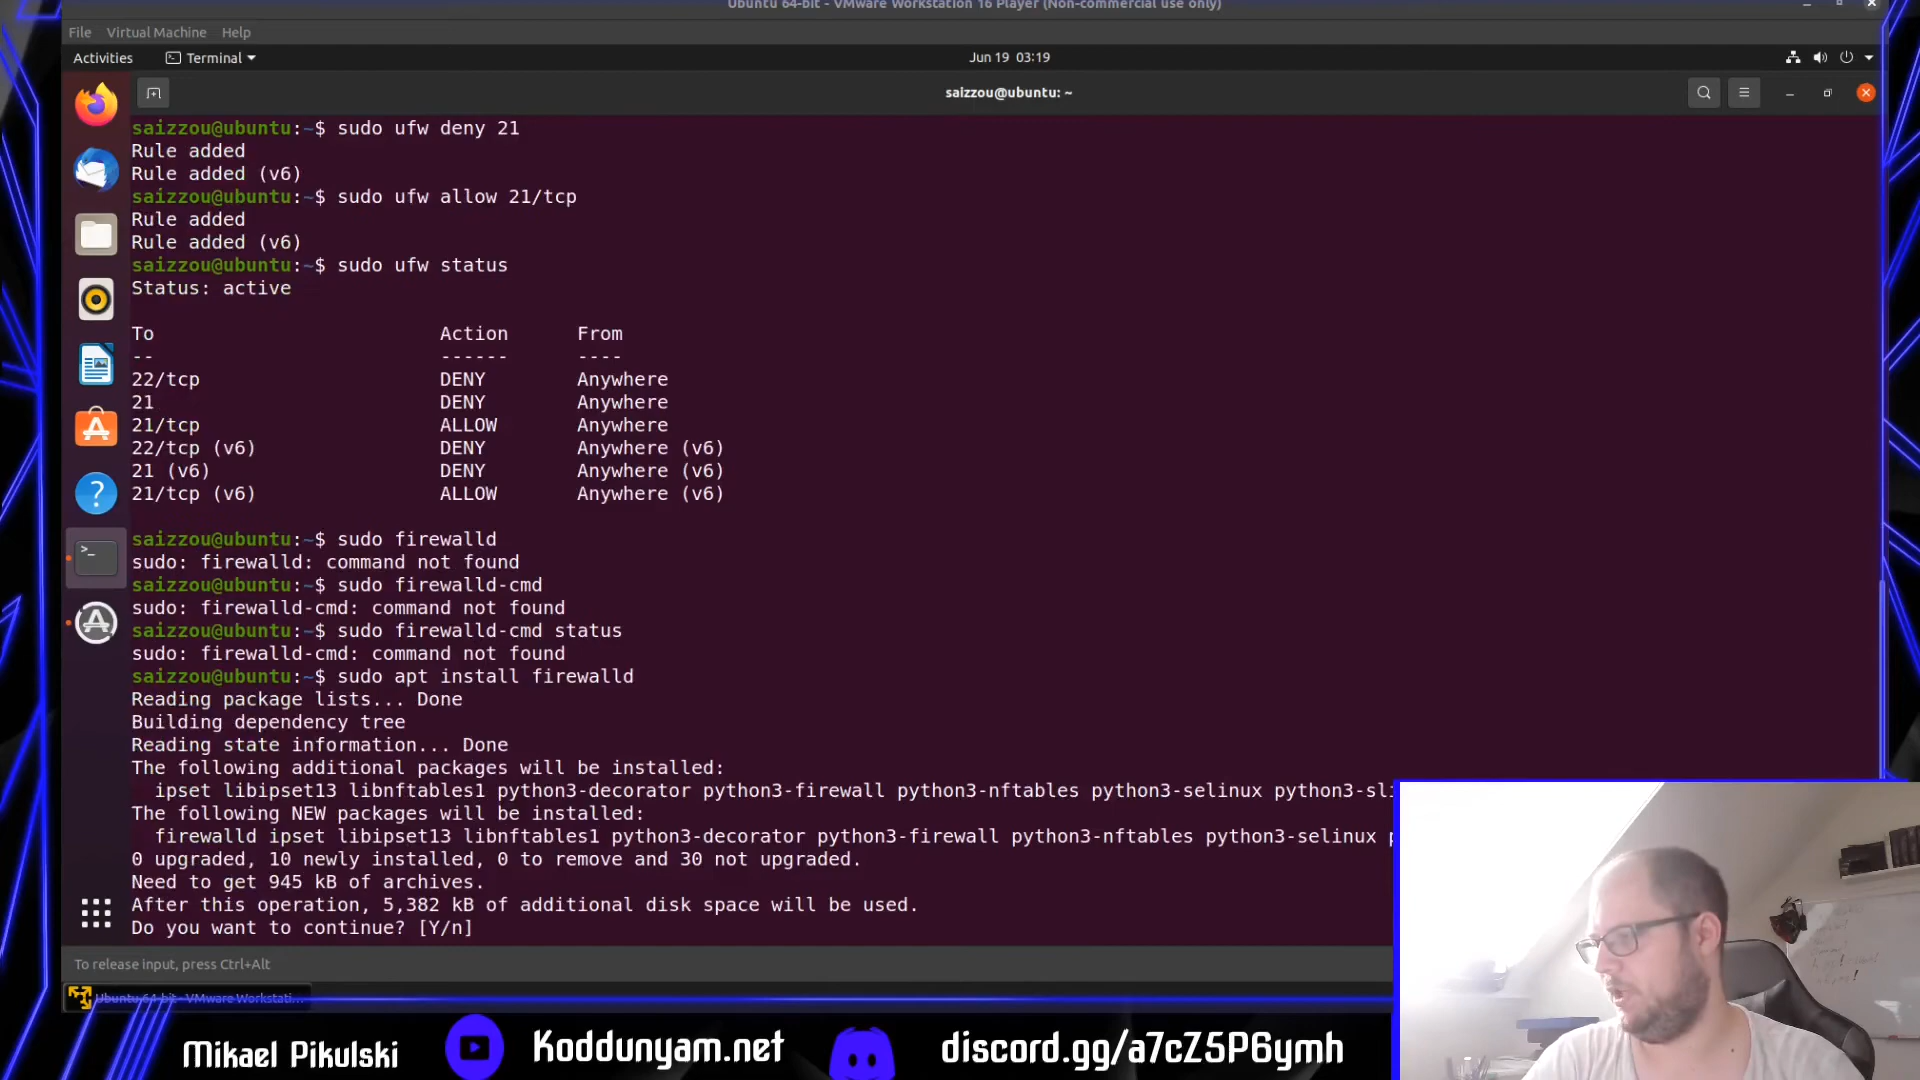 Ubuntu 64-bit - VMware Workstation 16 Player (Non-commercial use only)
File Virtual Machine Help
Activities Terminal Jun 19 03:19
saizzou@ubuntu: ~
saizzou@ubuntu:~$ sudo ufw deny 21
Rule added
Rule added (v6)
saizzou@ubuntu:~$ sudo ufw allow 21/tcp
Rule added
Rule added (v6)
saizzou@ubuntu:~$ sudo ufw status
Status: active
To Action From
-- ------ ----
22/tcp DENY Anywhere
21 DENY Anywhere
21/tcp ALLOW Anywhere
22/tcp (v6) DENY Anywhere (v6)
21 (v6) DENY Anywhere (v6)
21/tcp (v6) ALLOW Anywhere (v6)
saizzou@ubuntu:~$ sudo firewalld
sudo: firewalld: command not found
saizzou@ubuntu:~$ sudo firewalld-cmd
sudo: firewalld-cmd: command not found
saizzou@ubuntu:~$ sudo firewalld-cmd status
sudo: firewalld-cmd: command not found
saizzou@ubuntu:~$ sudo apt install firewalld
Reading package lists... Done
Building dependency tree
Reading state information... Done
The following additional packages will be installed:
ipset libipset13 libnftables1 python3-decorator python3-firewall python3-nftables python3-selinux python3-sl
The following NEW packages will be installed:
firewalld ipset libipset13 libnftables1 python3-decorator python3-firewall python3-nftables python3-selinux
0 upgraded, 10 newly installed, 0 to remove and 30 not upgraded.
Need to get 945 kB of archives.
After this operation, 5,382 kB of additional disk space will be used.
Do you want to continue? [Y/n]
To release input, press Ctrl+Alt
Ubuntu 64-bit - VMware Workstati...
Mikael Pikulski Koddunyam.net discord.gg/a7cZ5P6ymh